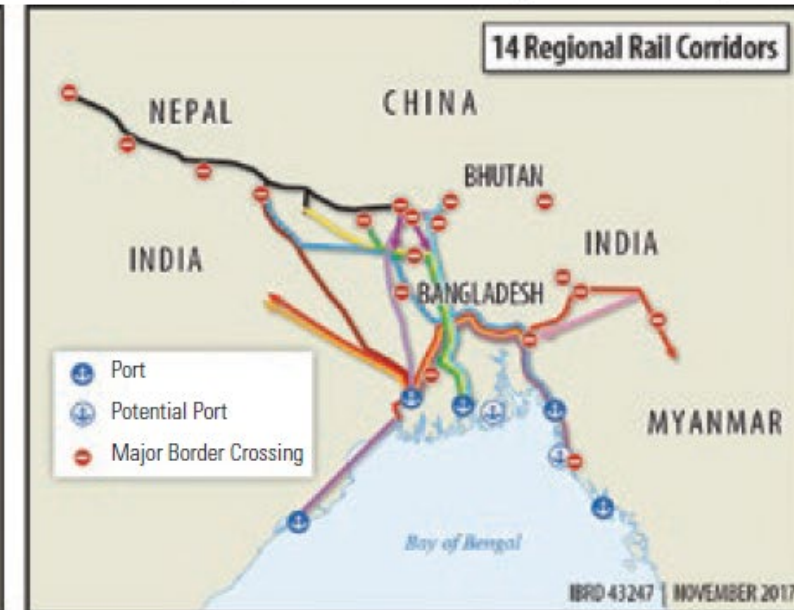 14 Regional Rail Corridors
NEPAL
CHINA
BHUTAN
INDIA
INDIA
BANGLADESH
Port
Potential Port
Major Border Crossing
MYANMAR
Bay of Bengal
IBRD 43247 | NOVEMBER 2017